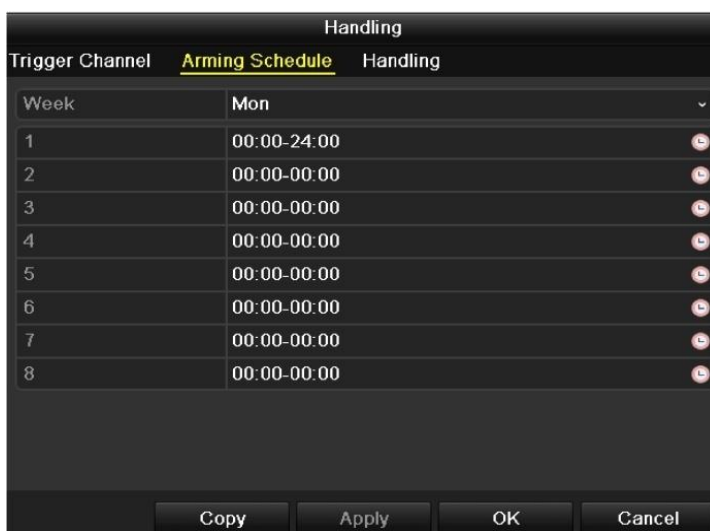 Handling
Trigger Channel Arming Schedule Handling
Week Mon
1 00:00-24:00
2 00:00-00:00
3 00:00-00:00
4 00:00-00:00
5 00:00-00:00
6 00:00-00:00
7 00:00-00:00
8 00:00-00:00
Copy Apply OK Cancel